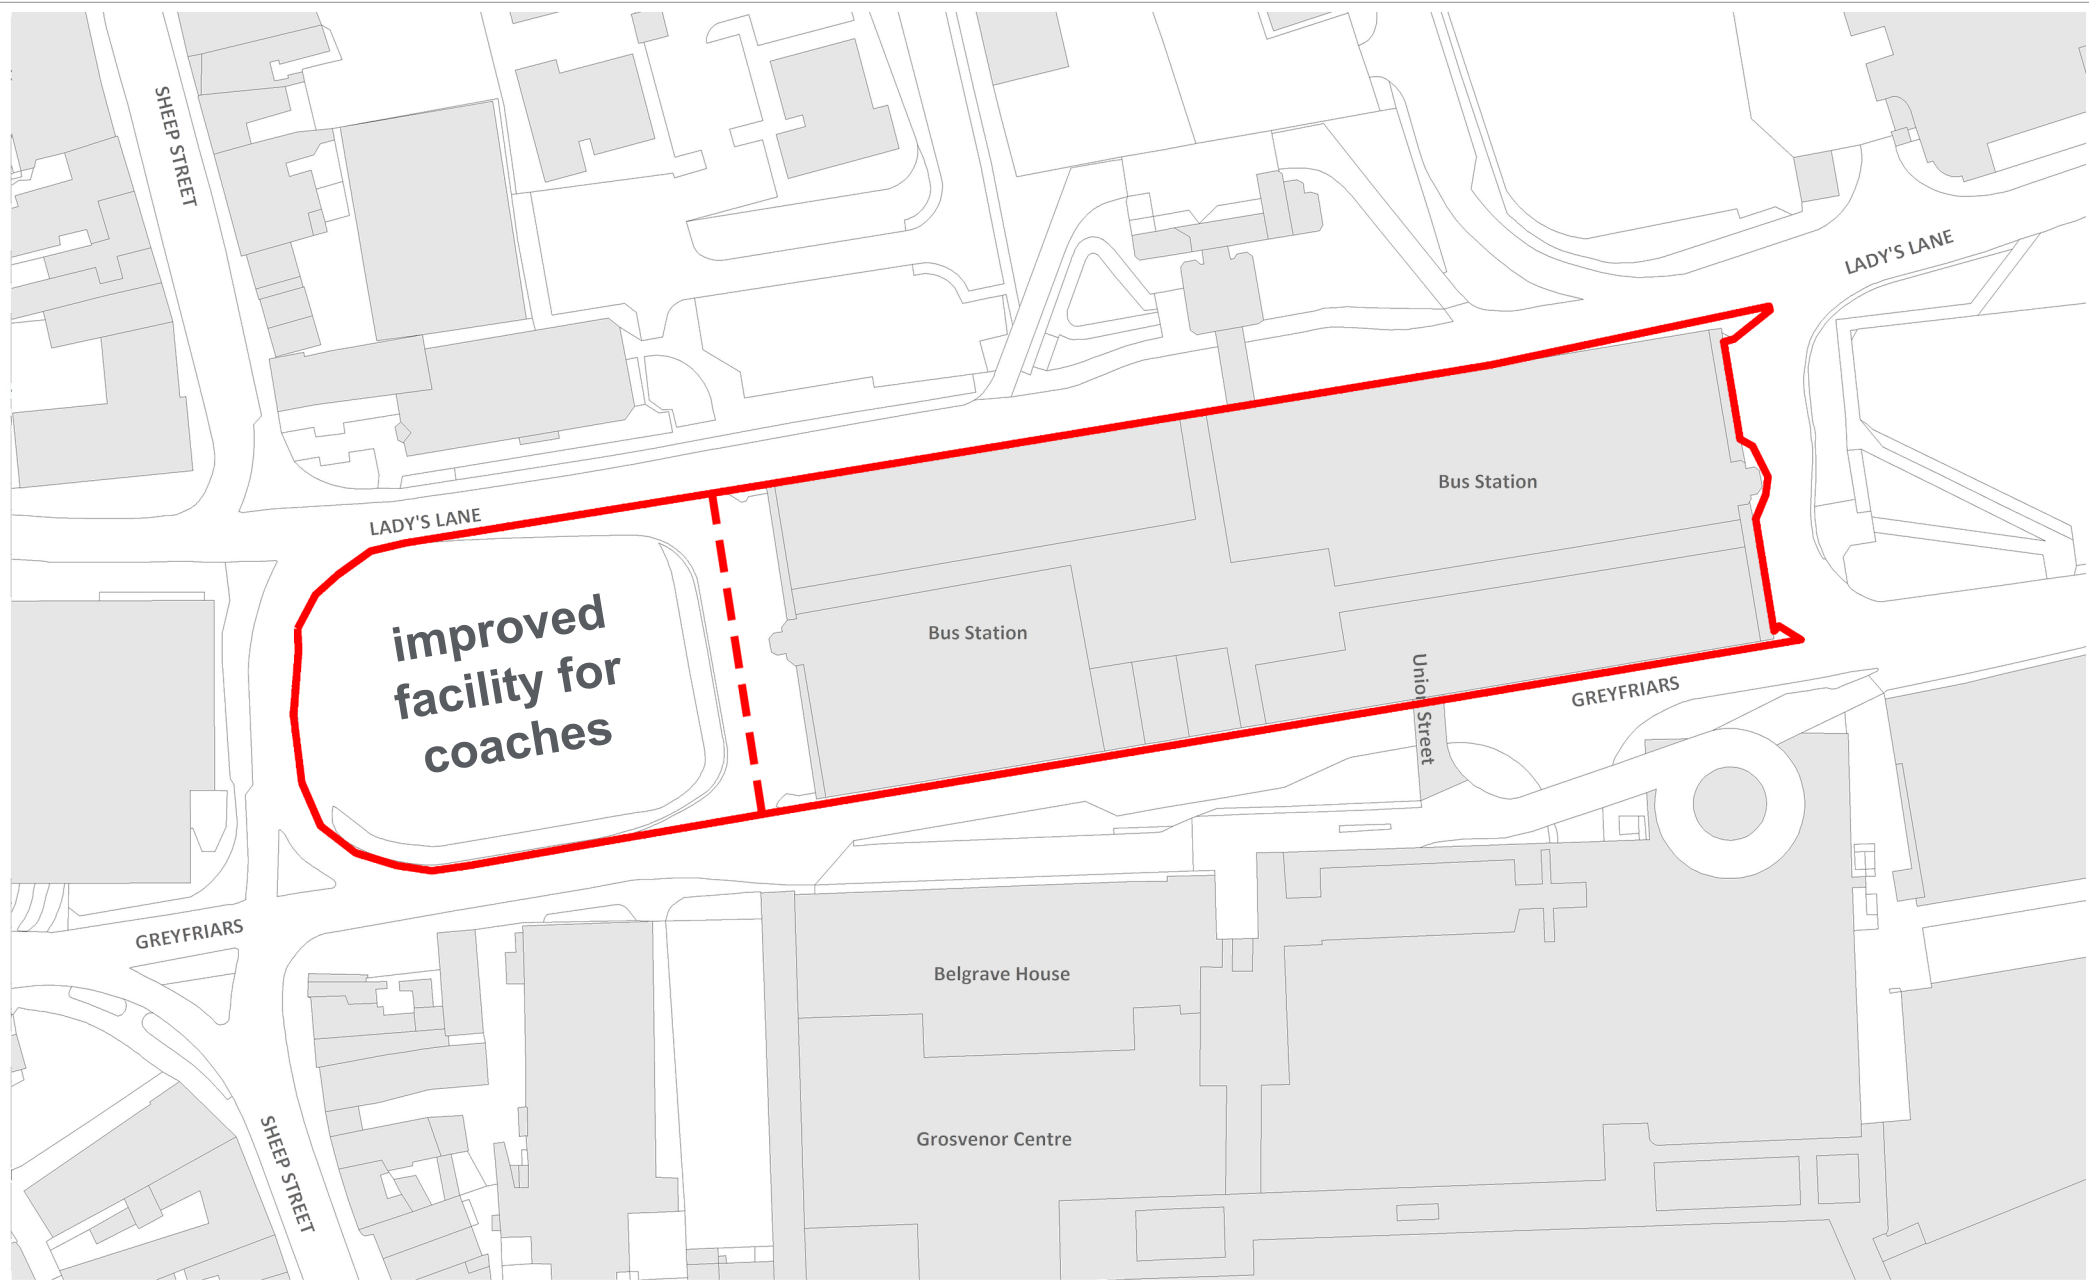 SHEEP STREET
LADY'S LANE
LADY'S LANE
Bus Station
improved
facility for
coaches
Bus Station
Union Street
GREYFRIARS
GREYFRIARS
Belgrave House
Grosvenor Centre
SHEEP STREET